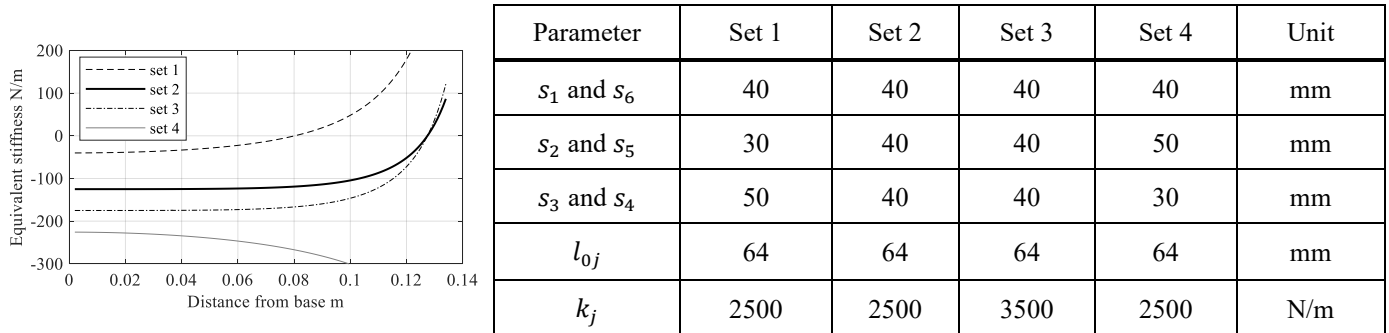 200
100
0
-100
-200
-300
0 0.02 0.04 0.06 0.08 0.1 0.12 0.14
Equivalent stiffness N/m
Distance from base m
set 1
set 2
set 3
set 4
Parameter Set 1 Set 2 Set 3 Set 4 Unit
s₁ and s₆ 40 40 40 40 mm
s₂ and s₅ 30 40 40 50 mm
s₃ and s₄ 50 40 40 30 mm
l₀ⱼ 64 64 64 64 mm
kⱼ 2500 2500 3500 2500 N/m